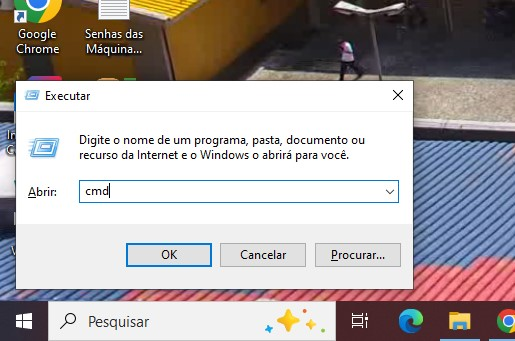 Google
Chrome
Senhas das
Máquina...
Executar
Digite o nome de um programa, pasta, documento ou
recurso da Internet e o Windows o abrirá para você.
Abrir:
cmd
OK
Cancelar
Procurar...
Pesquisar